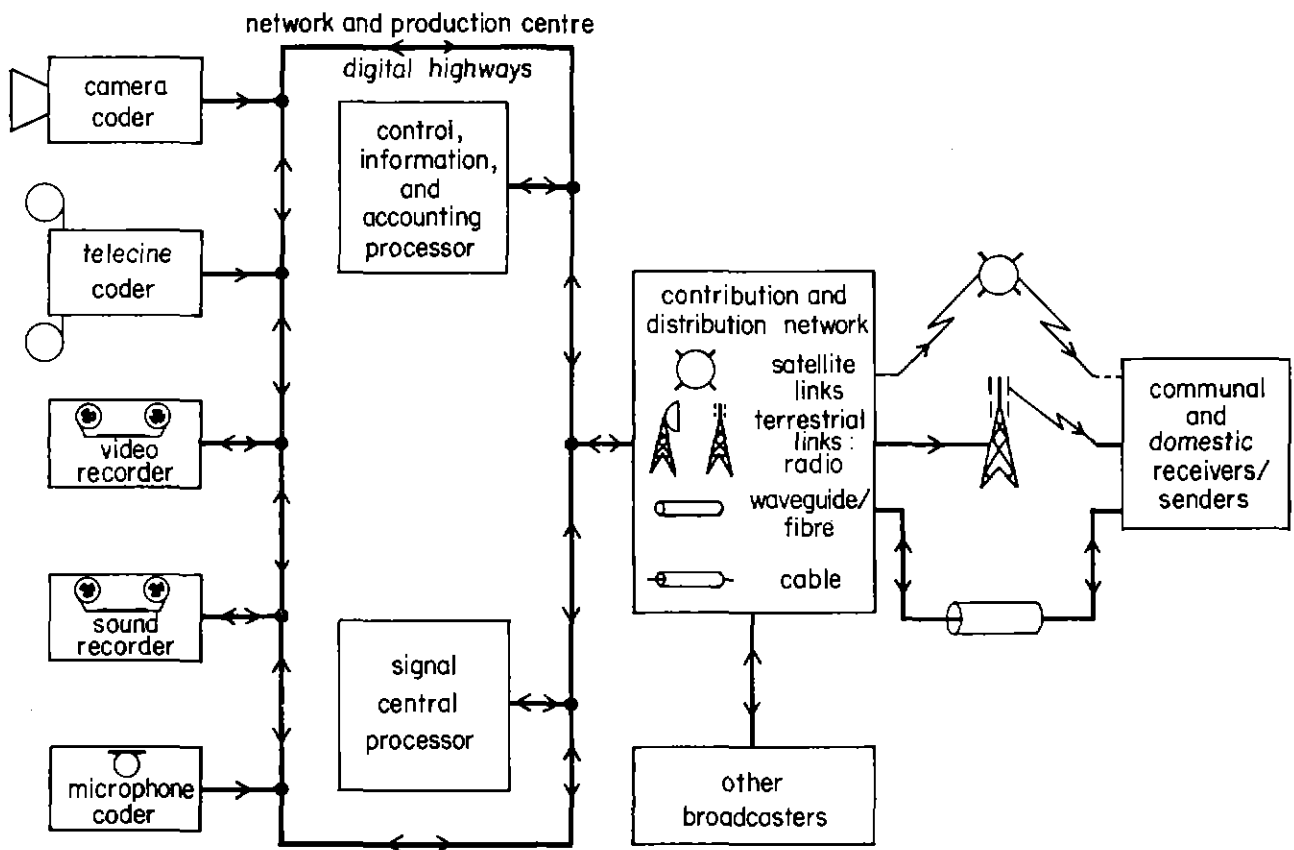 network and production centre
digital highways
camera
coder
telecine
coder
video
recorder
sound
recorder
microphone
coder
control,
information,
and
accounting
processor
signal
central
processor
contribution and
distribution network
satellite
links
terrestrial
links :
radio
waveguide/
fibre
cable
other
broadcasters
communal
and
domestic
receivers/
senders